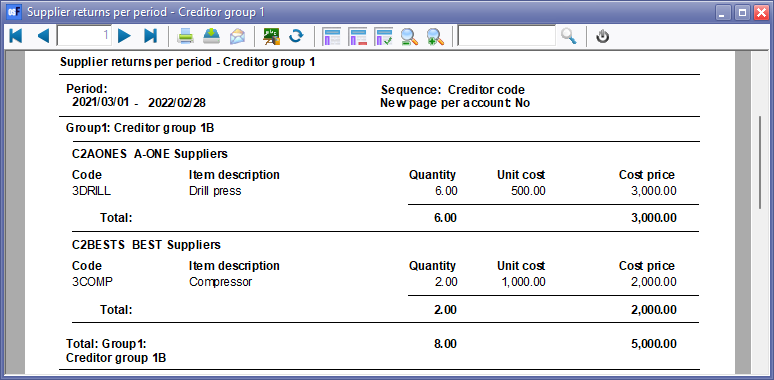 Supplier returns per period - Creditor group 1
1
Supplier returns per period - Creditor group 1
Period:
2021/03/01 - 2022/02/28
Sequence: Creditor code
New page per account: No
Group1: Creditor group 1B
C2AONES A-ONE Suppliers
Code Item description Quantity Unit cost Cost price
3DRILL Drill press 6.00 500.00 3,000.00
Total: 6.00 3,000.00
C2BESTS BEST Suppliers
Code Item description Quantity Unit cost Cost price
3COMP Compressor 2.00 1,000.00 2,000.00
Total: 2.00 2,000.00
Total: Group1: 8.00 5,000.00
Creditor group 1B